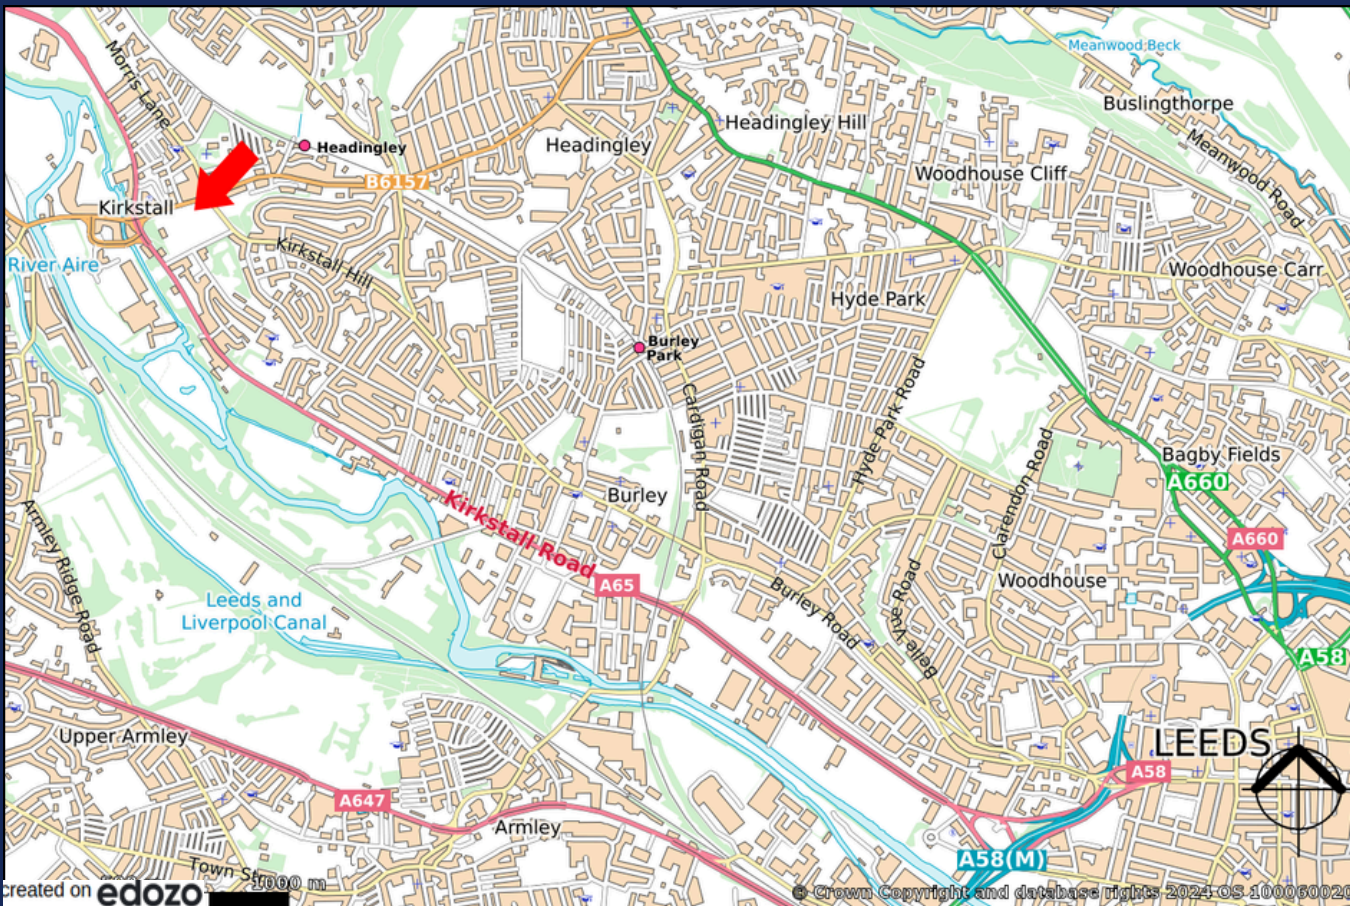 Meanwood Beck
Morris Lane
Buslingthorpe
Headingley Hill
Headingley
Headingley
Meanwood Road
Woodhouse Cliff
B6157
Kirkstall
Kirkstall Hill
River Aire
Woodhouse Carr
Hyde Park
Burley
Park
Cardigan Road
Hyde Park Road
Clarendon Road
Bagby Fields
A660
Burley
Kirkstall Road
Armley Ridge Road
A660
A65
Woodhouse
Leeds and
Liverpool Canal
Burley Road
Belle Vue Road
A58
Upper Armley
LEEDS
A58
A647
Armley
A58(M)
Town
1000 m
created on edozo
© Crown Copyright and database rights 2024 OS